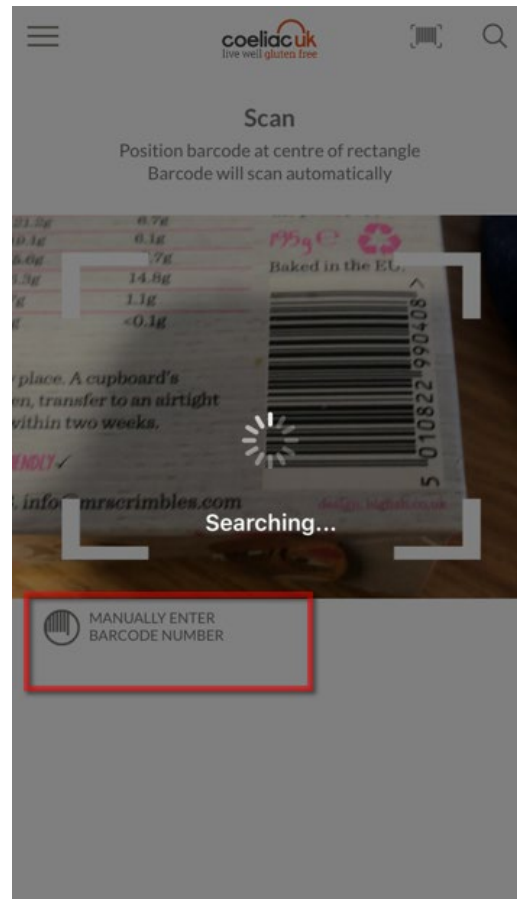 coeliac uk
live well gluten free
Scan
Position barcode at centre of rectangle
Barcode will scan automatically
6.7g
6.1g
14.8g
1.1g
<0.1g
195g e
Baked in the EU.
place. A cupboard's
transfer to an airtight
within two weeks.
info@mrscrimbles.com
5 010822 990408 >
Searching...
MANUALLY ENTER
BARCODE NUMBER